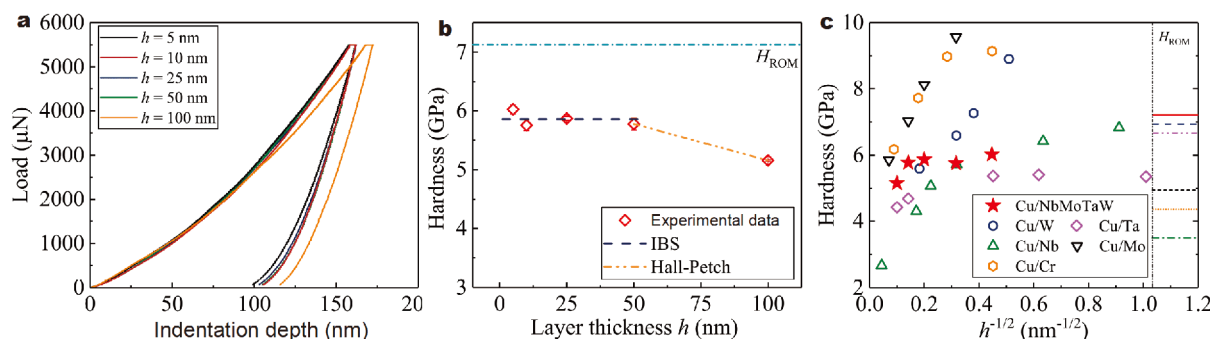 a
6000
5000
4000
3000
2000
1000
0
Load (μN)
h = 5 nm
h = 10 nm
h = 25 nm
h = 50 nm
h = 100 nm
0 50 100 150 20
Indentation depth (nm)
b
7
6
5
4
3
Hardness (GPa)
H_ROM
Experimental data
IBS
Hall-Petch
0 25 50 75 100
Layer thickness h (nm)
c
10
8
6
4
2
Hardness (GPa)
H_ROM
Cu/NbMoTaW
Cu/W Cu/Ta
Cu/Nb Cu/Mo
Cu/Cr
0.0 0.2 0.4 0.6 0.8 1.0 1.2
h^-1/2 (nm^-1/2)